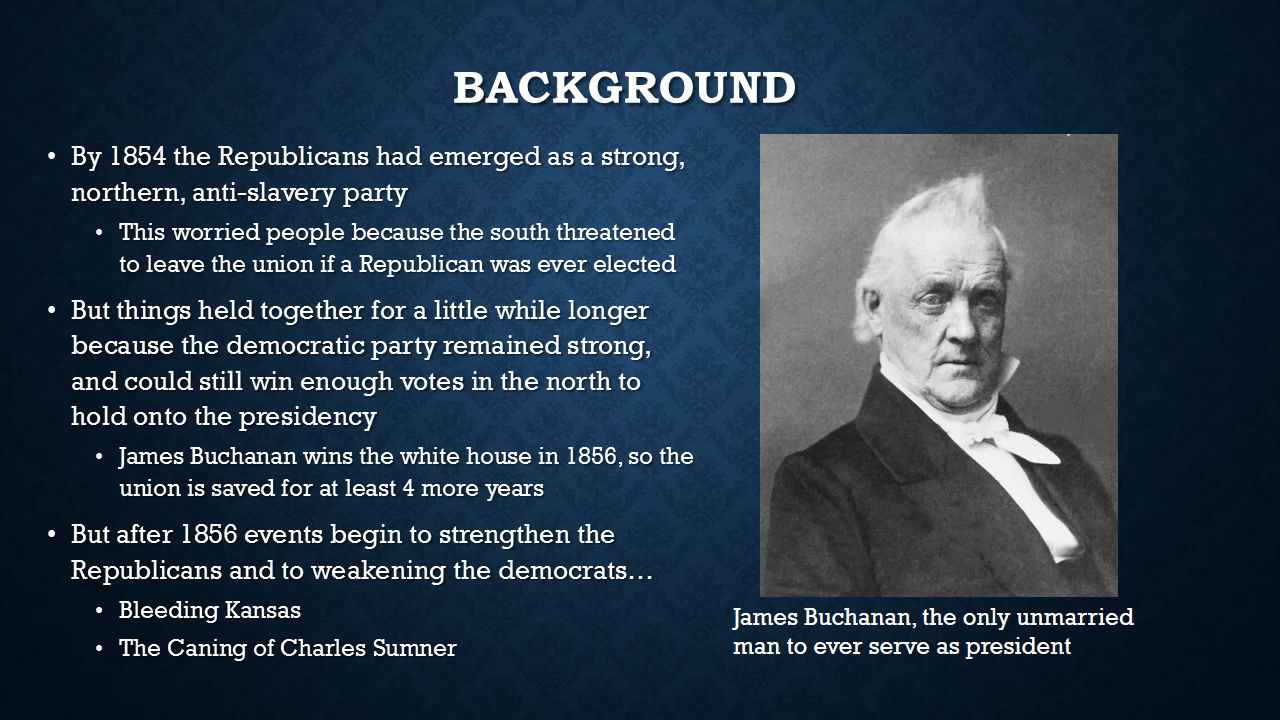 BACKGROUND
• By 1854 the Republicans had emerged as a strong,
northern, anti-slavery party
• This worried people because the south threatened
to leave the union if a Republican was ever elected
• But things held together for a little while longer
because the democratic party remained strong,
and could still win enough votes in the north to
hold onto the presidency
• James Buchanan wins the white house in 1856, so the
union is saved for at least 4 more years
• But after 1856 events begin to strengthen the
Republicans and to weakening the democrats…
• Bleeding Kansas
• The Caning of Charles Sumner
James Buchanan, the only unmarried
man to ever serve as president